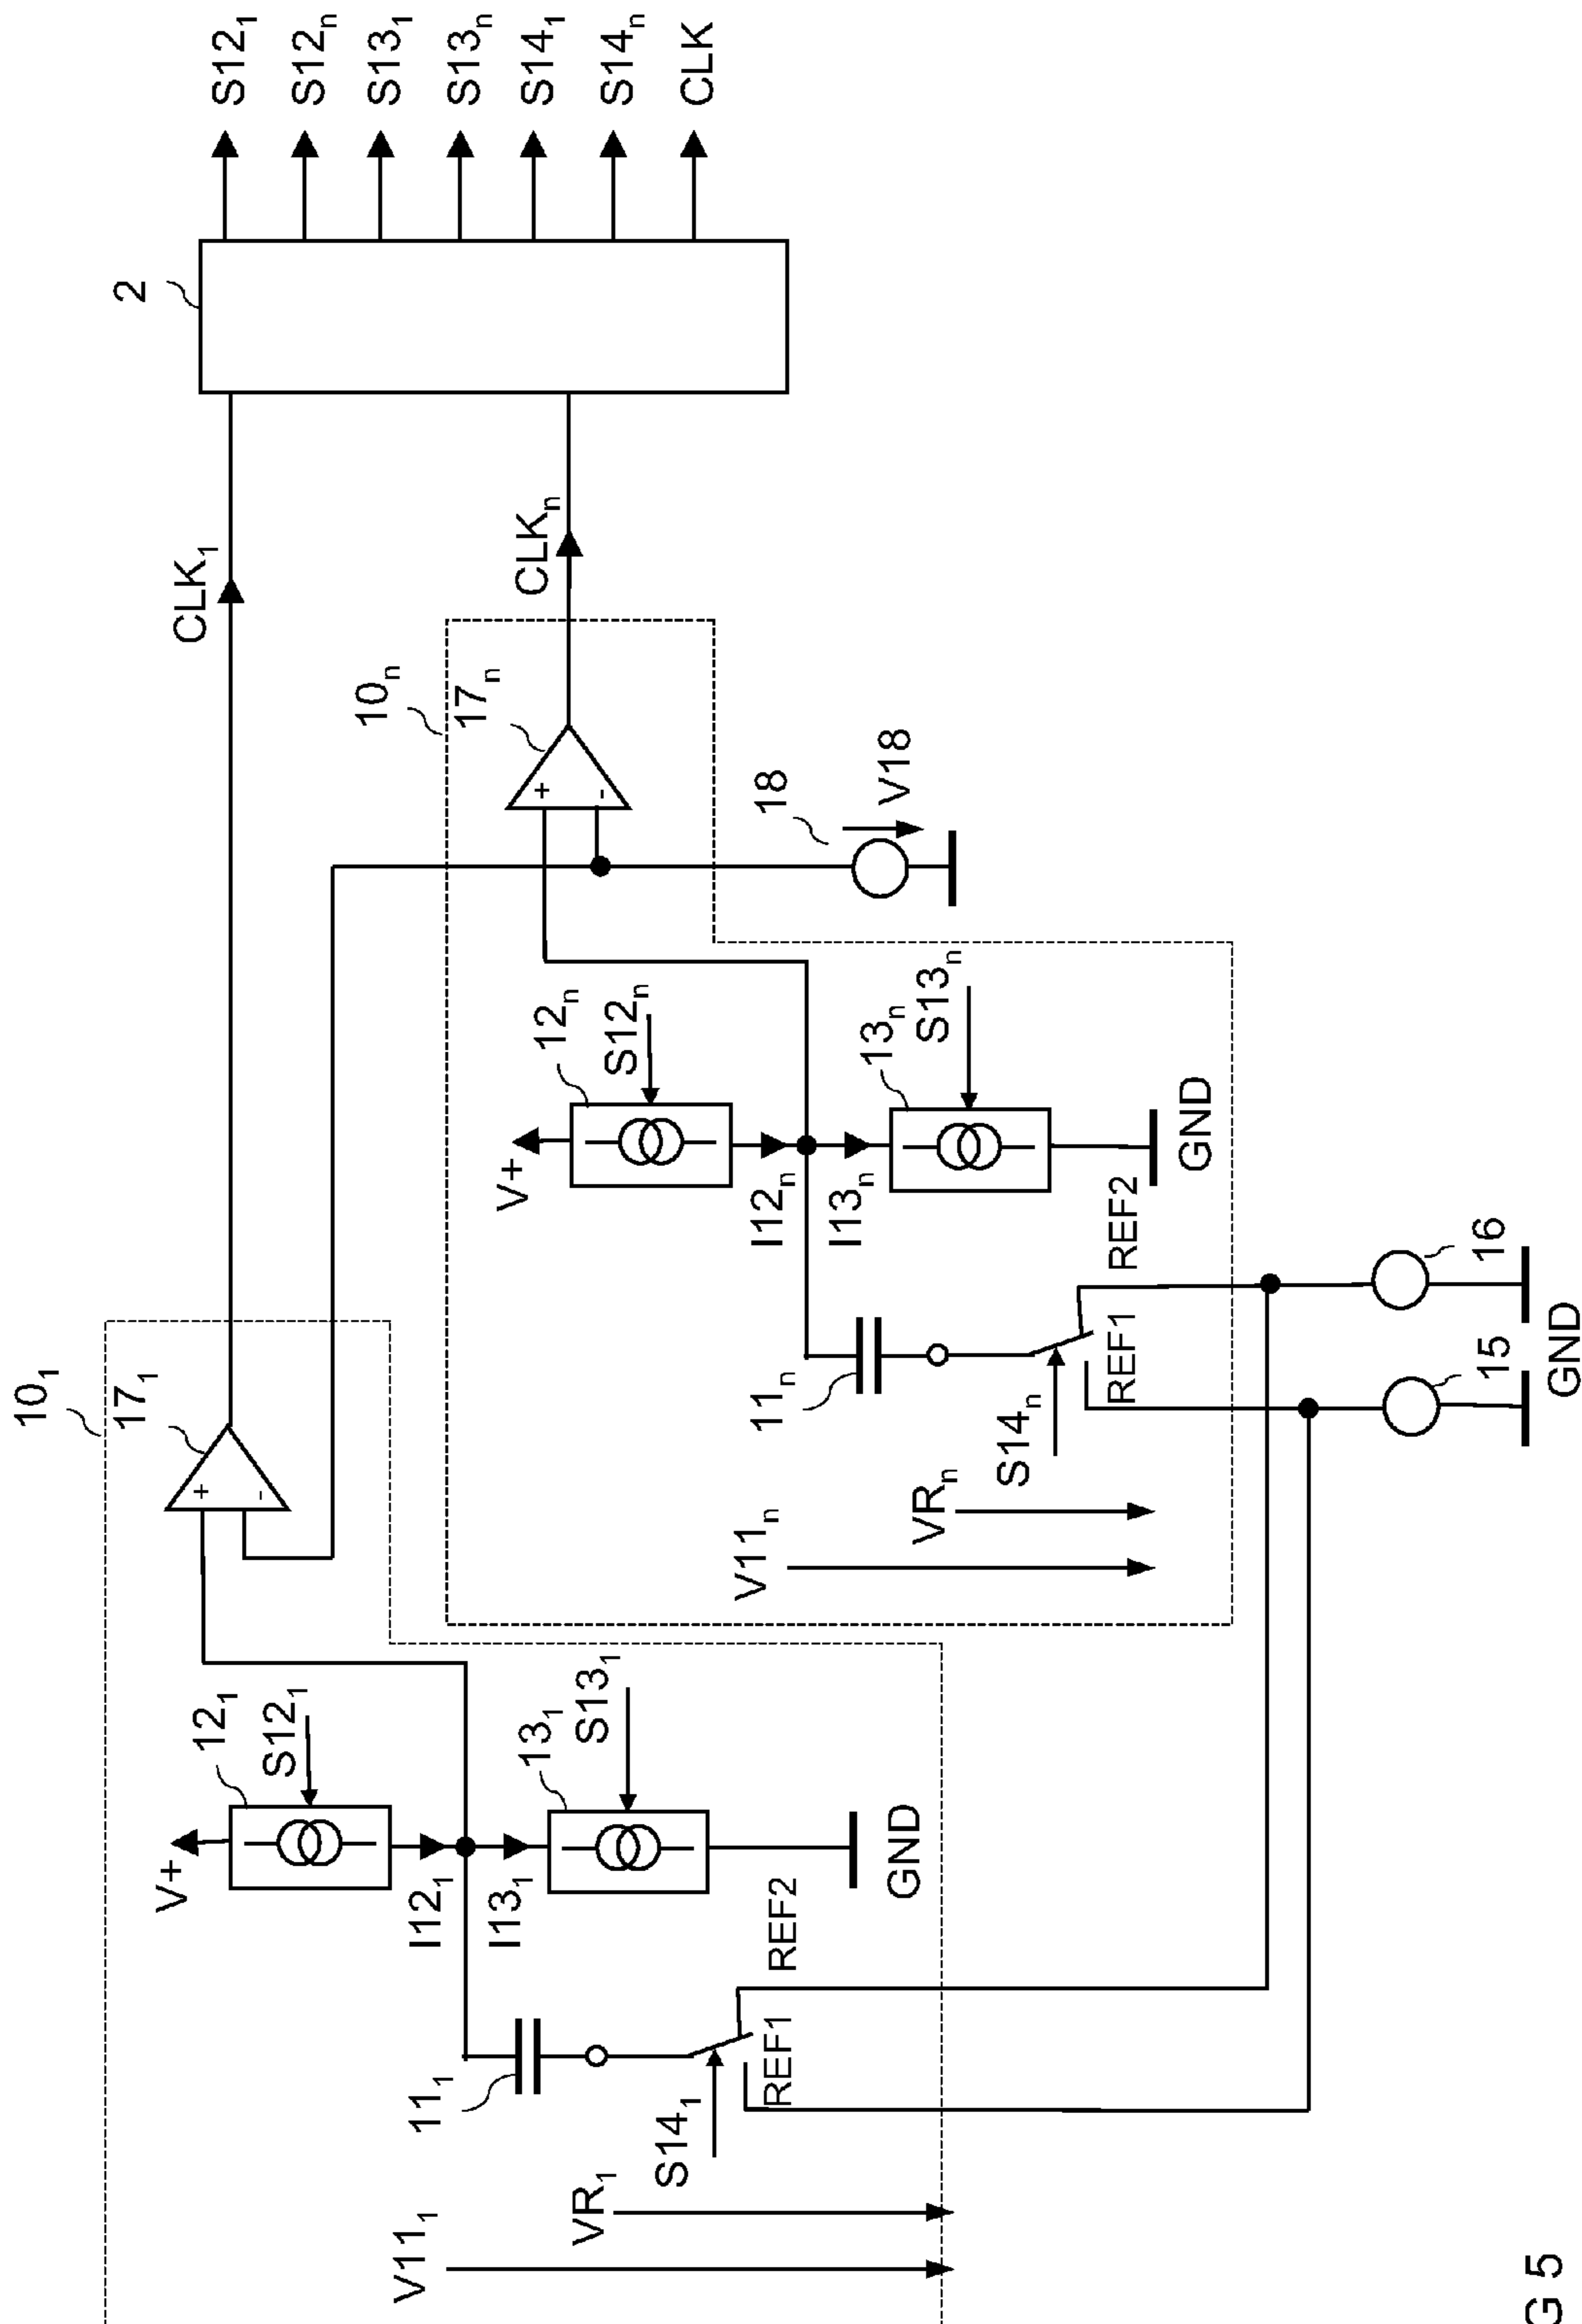 10₁
17₁
CLK₁
2
S12₁
S12ₙ
S13₁
S13ₙ
S14₁
S14ₙ
CLK
+
-
V+
12₁
S12₁
I12₁
I13₁
13₁
S13₁
GND
11₁
V11₁
VR₁
S14₁
REF1
REF2
10ₙ
17ₙ
CLKₙ
+
-
18
V18
V+
12ₙ
S12ₙ
I12ₙ
I13ₙ
13ₙ
S13ₙ
GND
11ₙ
V11ₙ
VRₙ
S14ₙ
REF1
REF2
15
16
GND
G 5